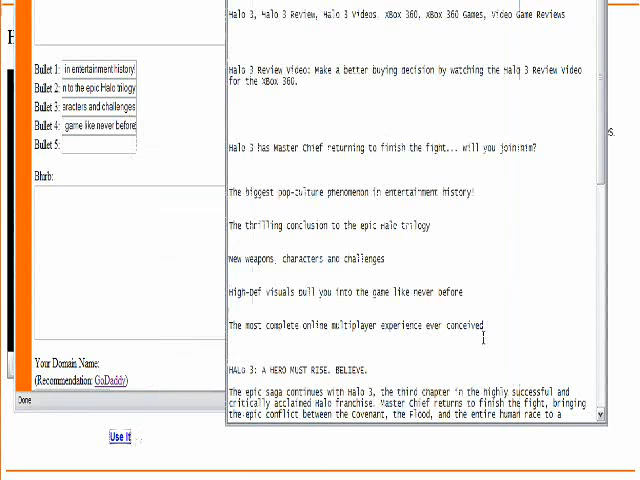 Halo 3, Halo 3 Review, Halo 3 Videos, XBox 360, XBox 360 Games, Video Game Reviews
H
Bullet 1: in entertainment history!
Halo 3 Review Video: Make a better buying decision by watching the Halo 3 Review Video
for the XBox 360.
Bullet 2: n to the epic Halo trilogy
Bullet 3: aracters and challenges
Bullet 4: game like never before
s.
Bullet 5:
Halo 3 has Master Chief returning to finish the fight... will you join him?
Blurb:
The biggest pop-culture phenomenon in entertainment history!
The thrilling conclusion to the epic Halo trilogy
New weapons, characters and challenges
High-Def visuals pull you into the game like never before
The most complete online multiplayer experience ever conceived
Your Domain Name:
(Recommendation: GoDaddy)
HALO 3: A HERO MUST RISE. BELIEVE.
The epic saga continues with Halo 3, the third chapter in the highly successful and
critically acclaimed Halo franchise. Master Chief returns to finish the fight, bringing
the epic conflict between the Covenant, the Flood, and the entire human race to a
Done
Use It